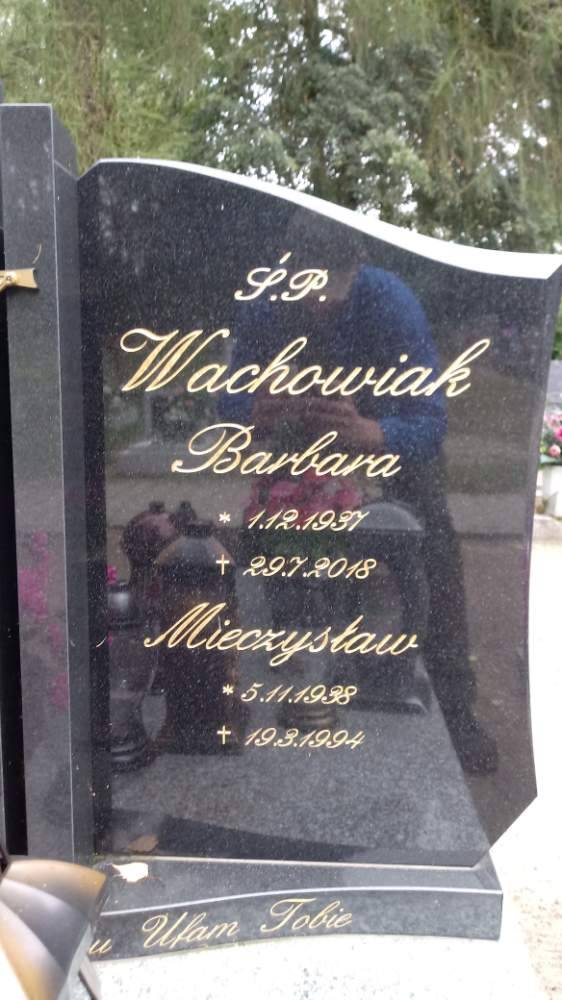 Ś.P.
Wachowiak
Barbara
* 1.12.1937
† 29.7.2018
Mieczysław
* 5.11.1938
† 19.3.1994
Ufam Tobie